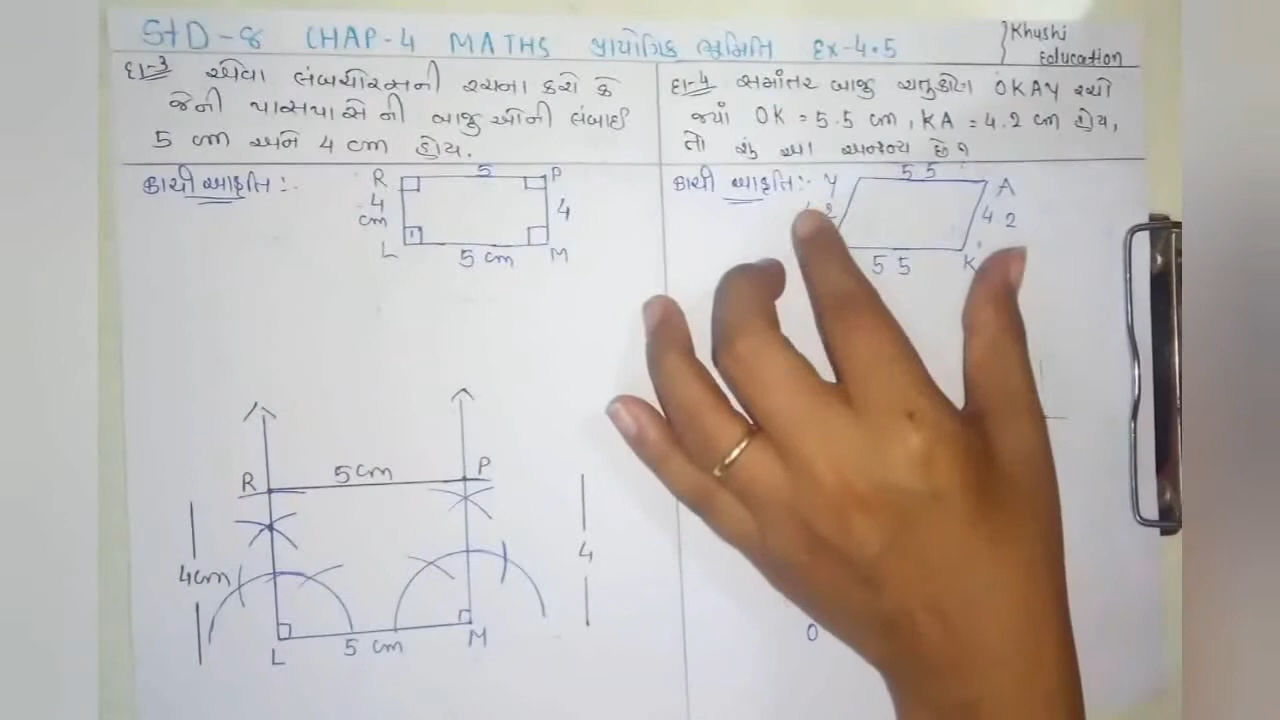 STD-8 CHAP-4 MATHS પ્રાયોગિક ભૂમિતિ Ex-4.5
Khushi
Education
દા-3 એવા લંબચોરસની રચના કરો કે
જેની પાસપાસેની બાજુઓની લંબાઈ
5 cm અને 4 cm હોય.
દા-4 સમાંતર બાજુ ચતુષ્કોણ OKAY રચો
જ્યાં OK = 5.5 cm, KA = 4.2 cm હોય,
તો શું આ અનન્ય છે?
કાચી આકૃતિ :-
R 5 P
4
cm
4
L 5 cm M
કાચી આકૃતિ :- Y 5.5 A
4.2
5.5 K
R 5cm P
4cm
4
L 5 cm M
O